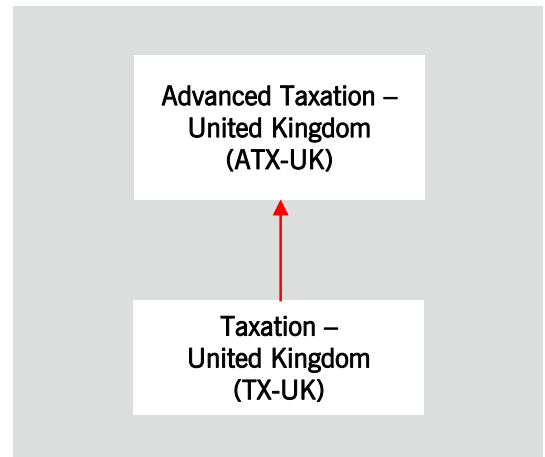 Advanced Taxation –
United Kingdom
(ATX-UK)
Taxation –
United Kingdom
(TX-UK)